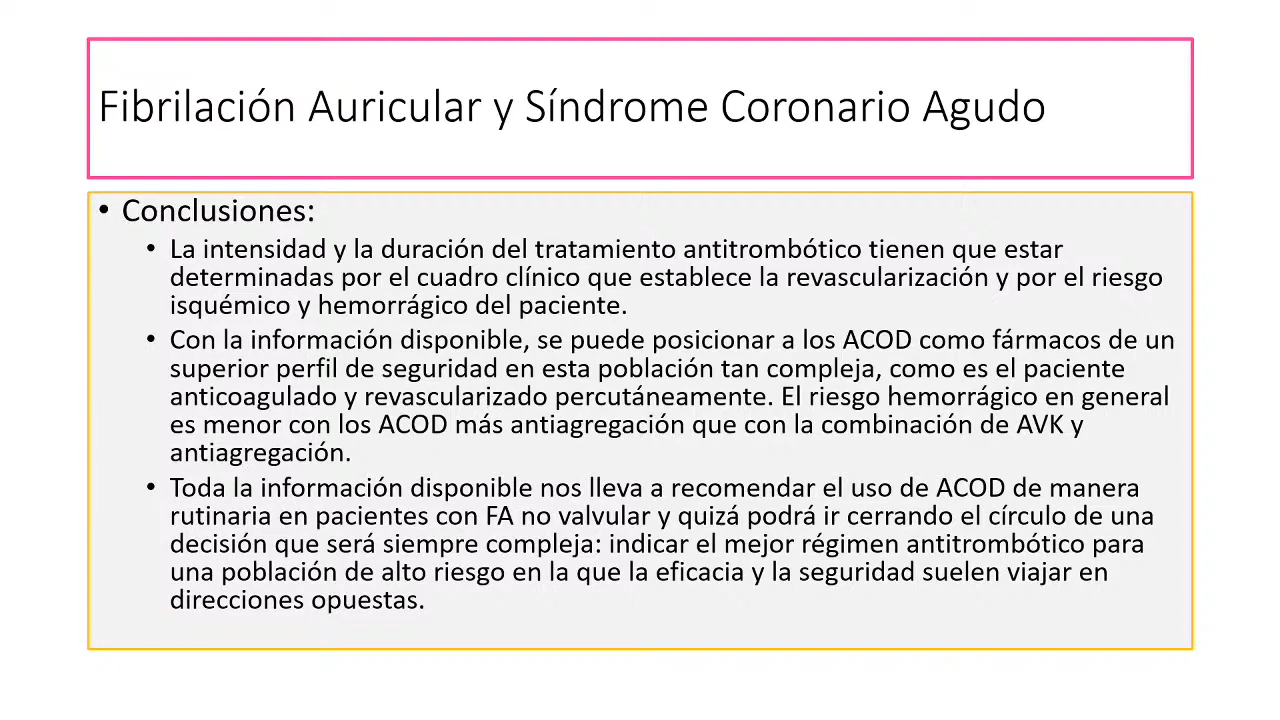 Fibrilación Auricular y Síndrome Coronario Agudo
• Conclusiones:
• La intensidad y la duración del tratamiento antitrombótico tienen que estar
determinadas por el cuadro clínico que establece la revascularización y por el riesgo
isquémico y hemorrágico del paciente.
• Con la información disponible, se puede posicionar a los ACOD como fármacos de un
superior perfil de seguridad en esta población tan compleja, como es el paciente
anticoagulado y revascularizado percutáneamente. El riesgo hemorrágico en general
es menor con los ACOD más antiagregación que con la combinación de AVK y
antiagregación.
• Toda la información disponible nos lleva a recomendar el uso de ACOD de manera
rutinaria en pacientes con FA no valvular y quizá podrá ir cerrando el círculo de una
decisión que será siempre compleja: indicar el mejor régimen antitrombótico para
una población de alto riesgo en la que la eficacia y la seguridad suelen viajar en
direcciones opuestas.